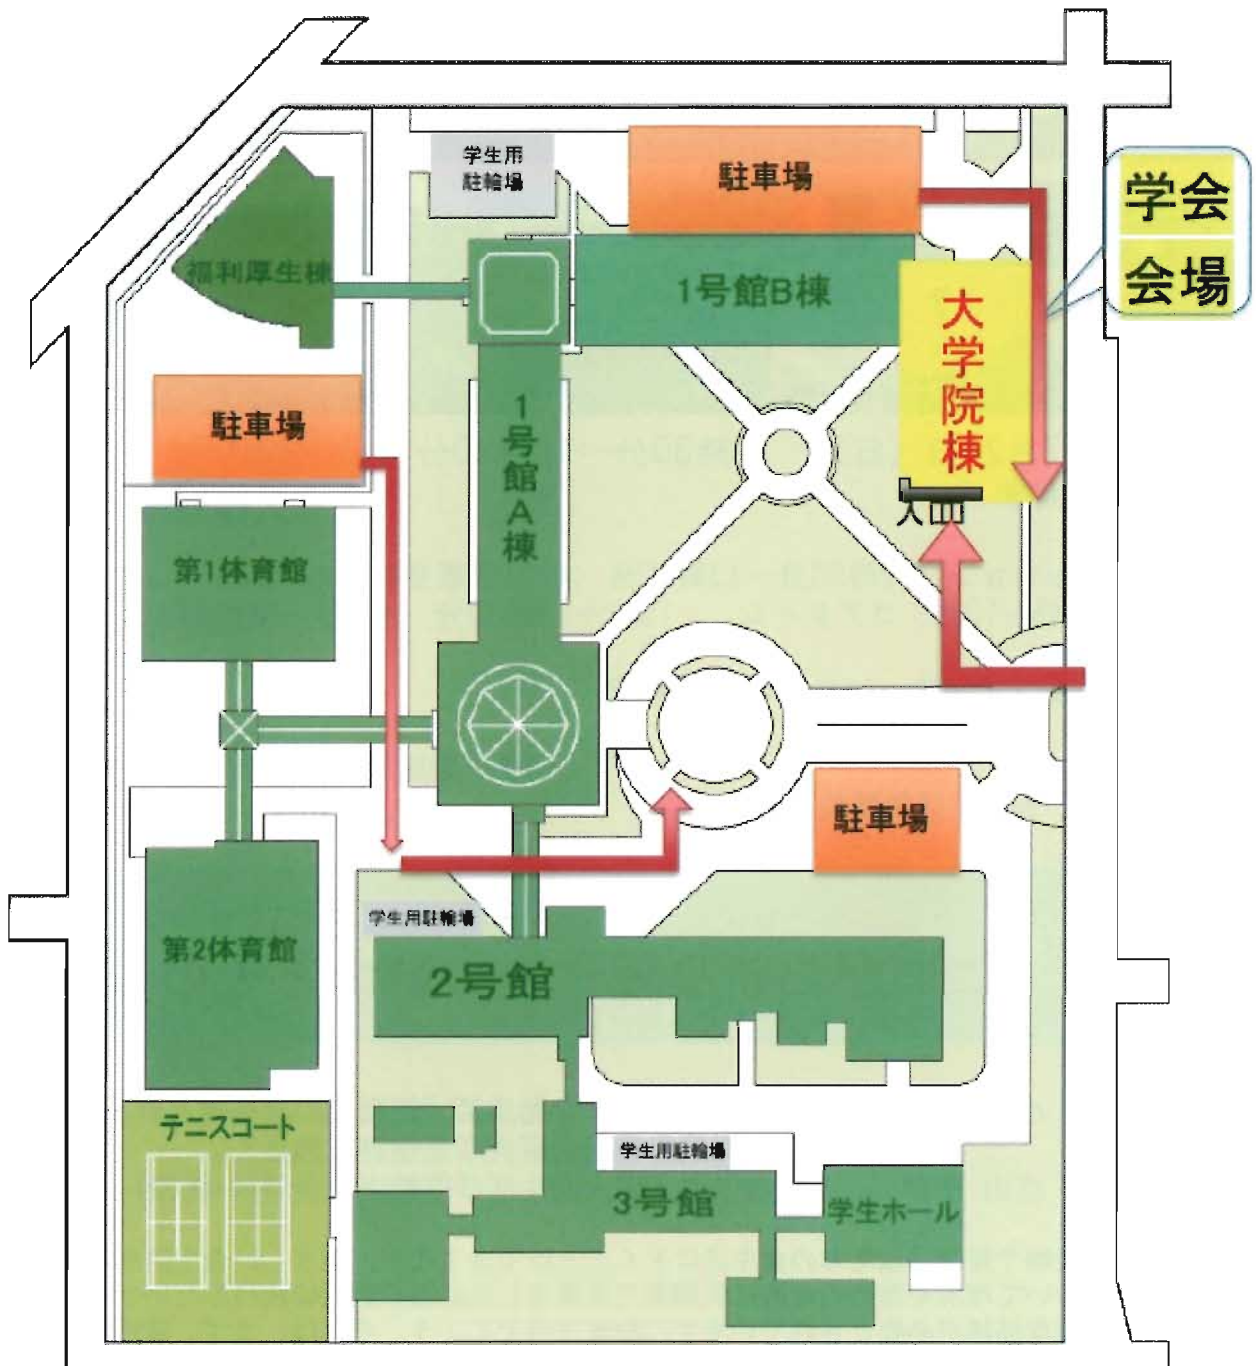 学生用
駐輪場
駐車場
学会
会場
福利厚生棟
1号館B棟
大学院棟
駐車場
1号館A棟
入口
第1体育館
駐車場
学生用駐輪場
第2体育館
2号館
テニスコート
学生用駐輪場
3号館
学生ホール